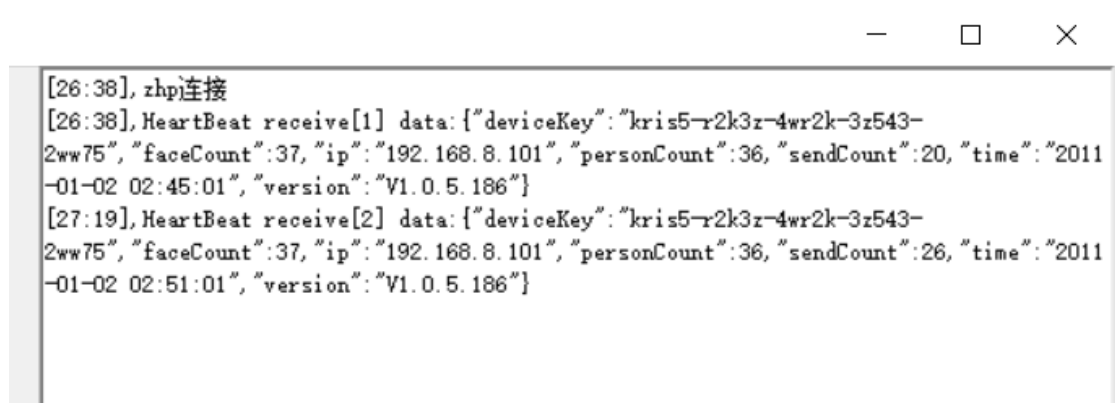 [26:38],zhpj连接
[26:38],HeartBeat receive[1] data:{"deviceKey":"kris5-r2k3z-4wr2k-3z543-
2ww75","faceCount":37,"ip":"192.168.8.101","personCount":36,"sendCount":20,"time":"2011
-01-02 02:45:01","version":"V1.0.5.186"}
[27:19],HeartBeat receive[2] data:{"deviceKey":"kris5-r2k3z-4wr2k-3z543-
2ww75","faceCount":37,"ip":"192.168.8.101","personCount":36,"sendCount":26,"time":"2011
-01-02 02:51:01","version":"V1.0.5.186"}